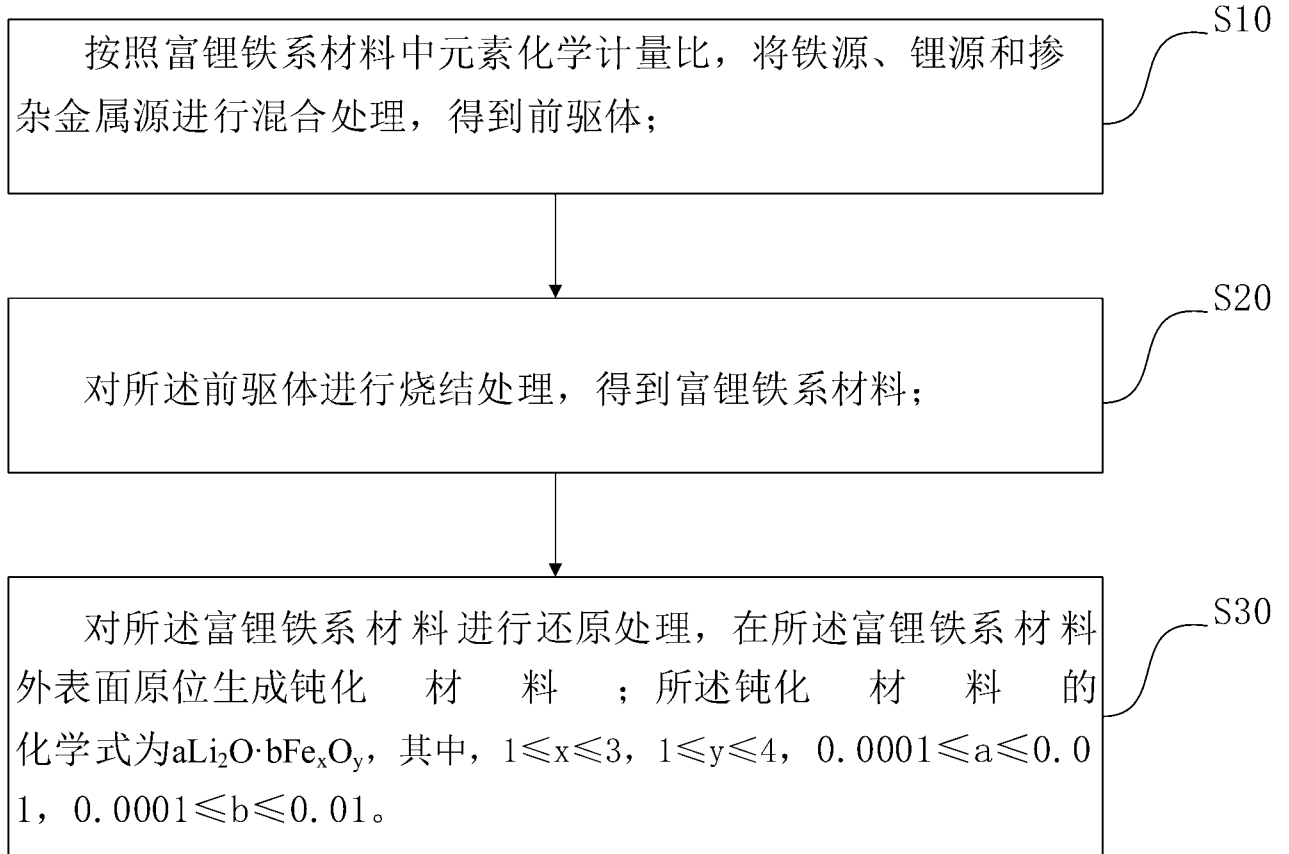 S10
按照富锂铁系材料中元素化学计量比，将铁源、锂源和掺
杂金属源进行混合处理，得到前驱体；
S20
对所述前驱体进行烧结处理，得到富锂铁系材料；
S30
对所述富锂铁系材料进行还原处理，在所述富锂铁系材料
外表面原位生成钝化材料；所述钝化材料的
化学式为aLi₂O·bFeₓOᵧ，其中，1≤x≤3，1≤y≤4，0.0001≤a≤0.0
1，0.0001≤b≤0.01。